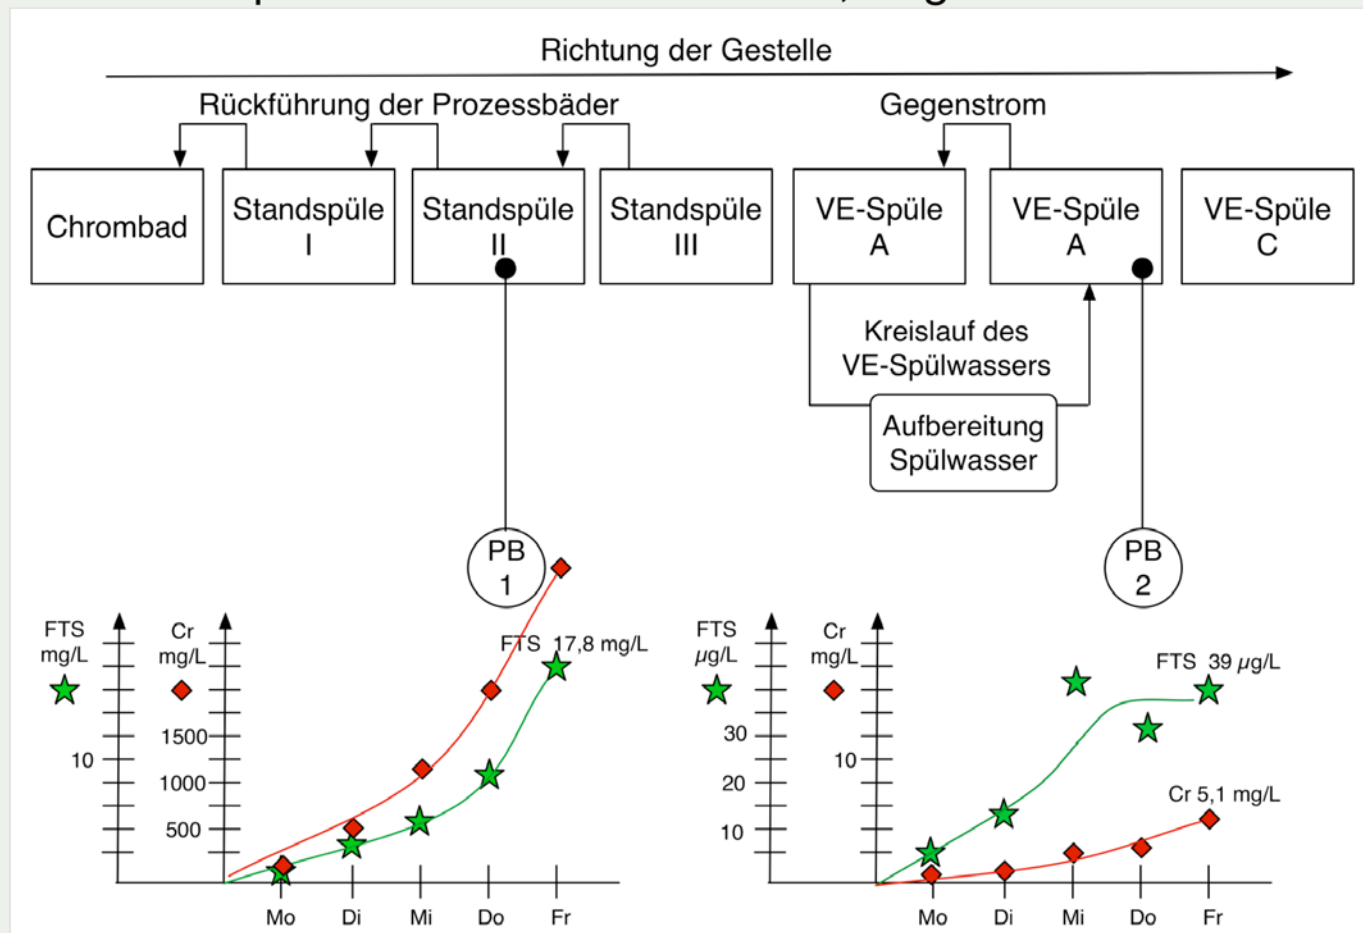 Richtung der Gestelle
Rückführung der Prozessbäder
Gegenstrom
Chrombad
Standspüle
I
Standspüle
II
Standspüle
III
VE-Spüle
A
VE-Spüle
A
VE-Spüle
C
Kreislauf des
VE-Spülwassers
Aufbereitung
Spülwasser
PB
1
PB
2
FTS
mg/L
Cr
mg/L
10
1500
1000
500
FTS 17,8 mg/L
Mo
Di
Mi
Do
Fr
FTS
µg/L
Cr
mg/L
30
20
10
10
FTS 39 µg/L
Cr 5,1 mg/L
Mo
Di
Mi
Do
Fr